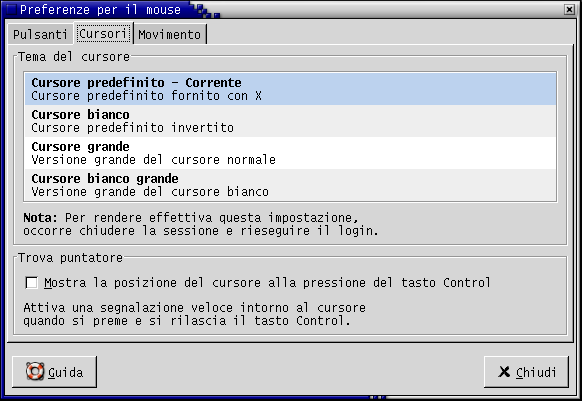 Preferenze per il mouse
Pulsanti Cursori Movimento
Tema del cursore
Cursore predefinito - Corrente
Cursore predefinito fornito con X
Cursore bianco
Cursore predefinito invertito
Cursore grande
Versione grande del cursore normale
Cursore bianco grande
Versione grande del cursore bianco
Nota: Per rendere effettiva questa impostazione,
occorre chiudere la sessione e rieseguire il login.
Trova puntatore
Mostra la posizione del cursore alla pressione del tasto Control
Attiva una segnalazione veloce intorno al cursore
quando si preme e si rilascia il tasto Control.
Guida Chiudi